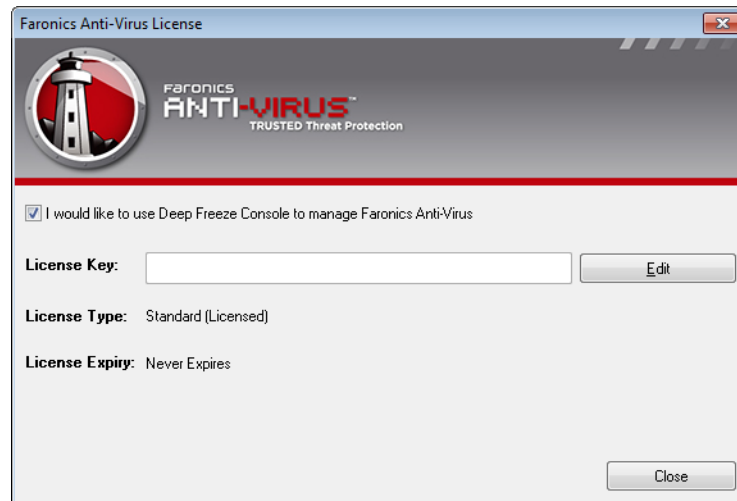 Faronics Anti-Virus License
FARONICS
ANTI-VIRUS™
TRUSTED Threat Protection
I would like to use Deep Freeze Console to manage Faronics Anti-Virus
License Key: Edit
License Type: Standard (Licensed)
License Expiry: Never Expires
Close